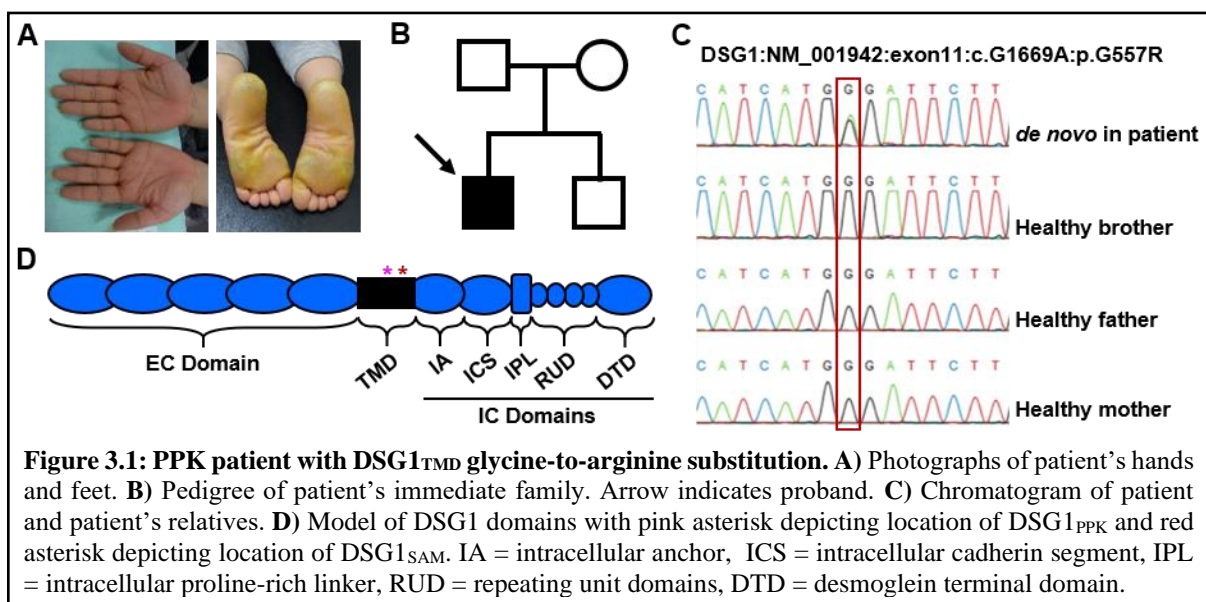 A
B
C
DSG1:NM_001942:exon11:c.G1669A:p.G557R
C A T C A T G G G A T T C T T
de novo in patient
C A T C A T G G G A T T C T T
Healthy brother
C A T C A T G G G A T T C T T
Healthy father
C A T C A T G G G A T T C T T
Healthy mother
D
* *
EC Domain
TMD
IA
ICS
IPL
RUD
DTD
IC Domains
Figure 3.1: PPK patient with DSG1TMD glycine-to-arginine substitution. A) Photographs of patient’s hands
and feet. B) Pedigree of patient’s immediate family. Arrow indicates proband. C) Chromatogram of patient
and patient’s relatives. D) Model of DSG1 domains with pink asterisk depicting location of DSG1PPK and red
asterisk depicting location of DSG1SAM. IA = intracellular anchor, ICS = intracellular cadherin segment, IPL
= intracellular proline-rich linker, RUD = repeating unit domains, DTD = desmoglein terminal domain.